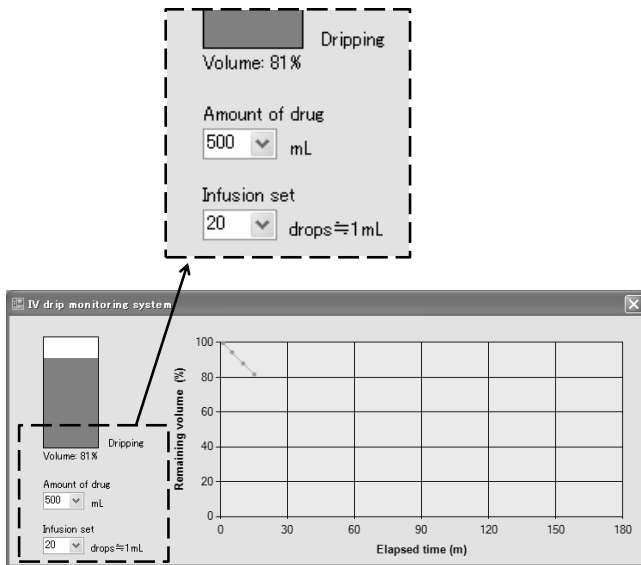 Dripping
Volume: 81%
Amount of drug
500
mL
Infusion set
20
drops≒1mL
IV drip monitoring system
Dripping
Volume: 81%
Amount of drug
500
mL
Infusion set
20
drops≒1mL
Remaining volume (%)
100
80
60
40
20
0
0 30 60 90 120 150 180
Elapsed time (m)